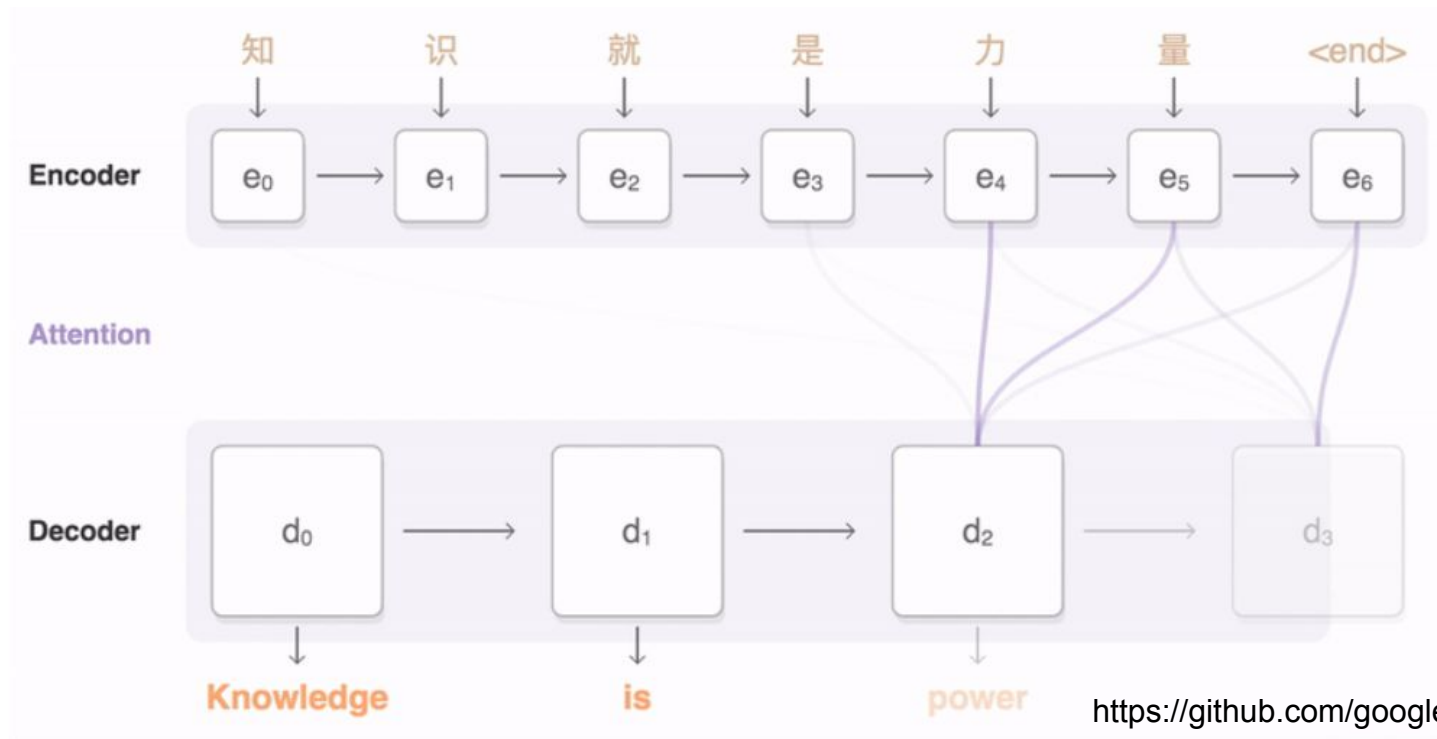 知 识 就 是 力 量 <end>
Encoder e₀ e₁ e₂ e₃ e₄ e₅ e₆
Attention
Decoder d₀ d₁ d₂ d₃
Knowledge is power
https://github.com/google